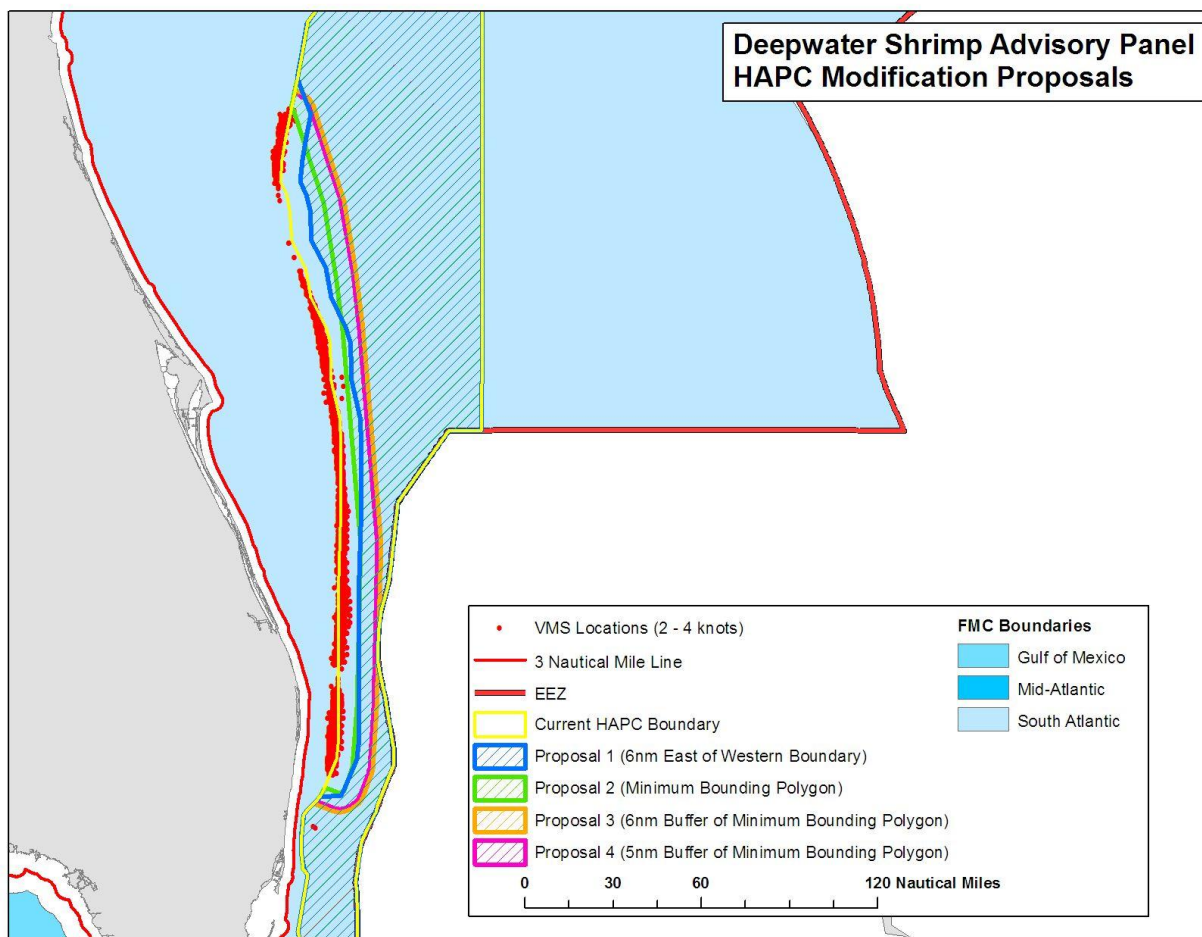 Deepwater Shrimp Advisory Panel
HAPC Modification Proposals
VMS Locations (2 - 4 knots)
3 Nautical Mile Line
EEZ
Current HAPC Boundary
Proposal 1 (6nm East of Western Boundary)
Proposal 2 (Minimum Bounding Polygon)
Proposal 3 (6nm Buffer of Minimum Bounding Polygon)
Proposal 4 (5nm Buffer of Minimum Bounding Polygon)
FMC Boundaries
Gulf of Mexico
Mid-Atlantic
South Atlantic
0 30 60 120 Nautical Miles